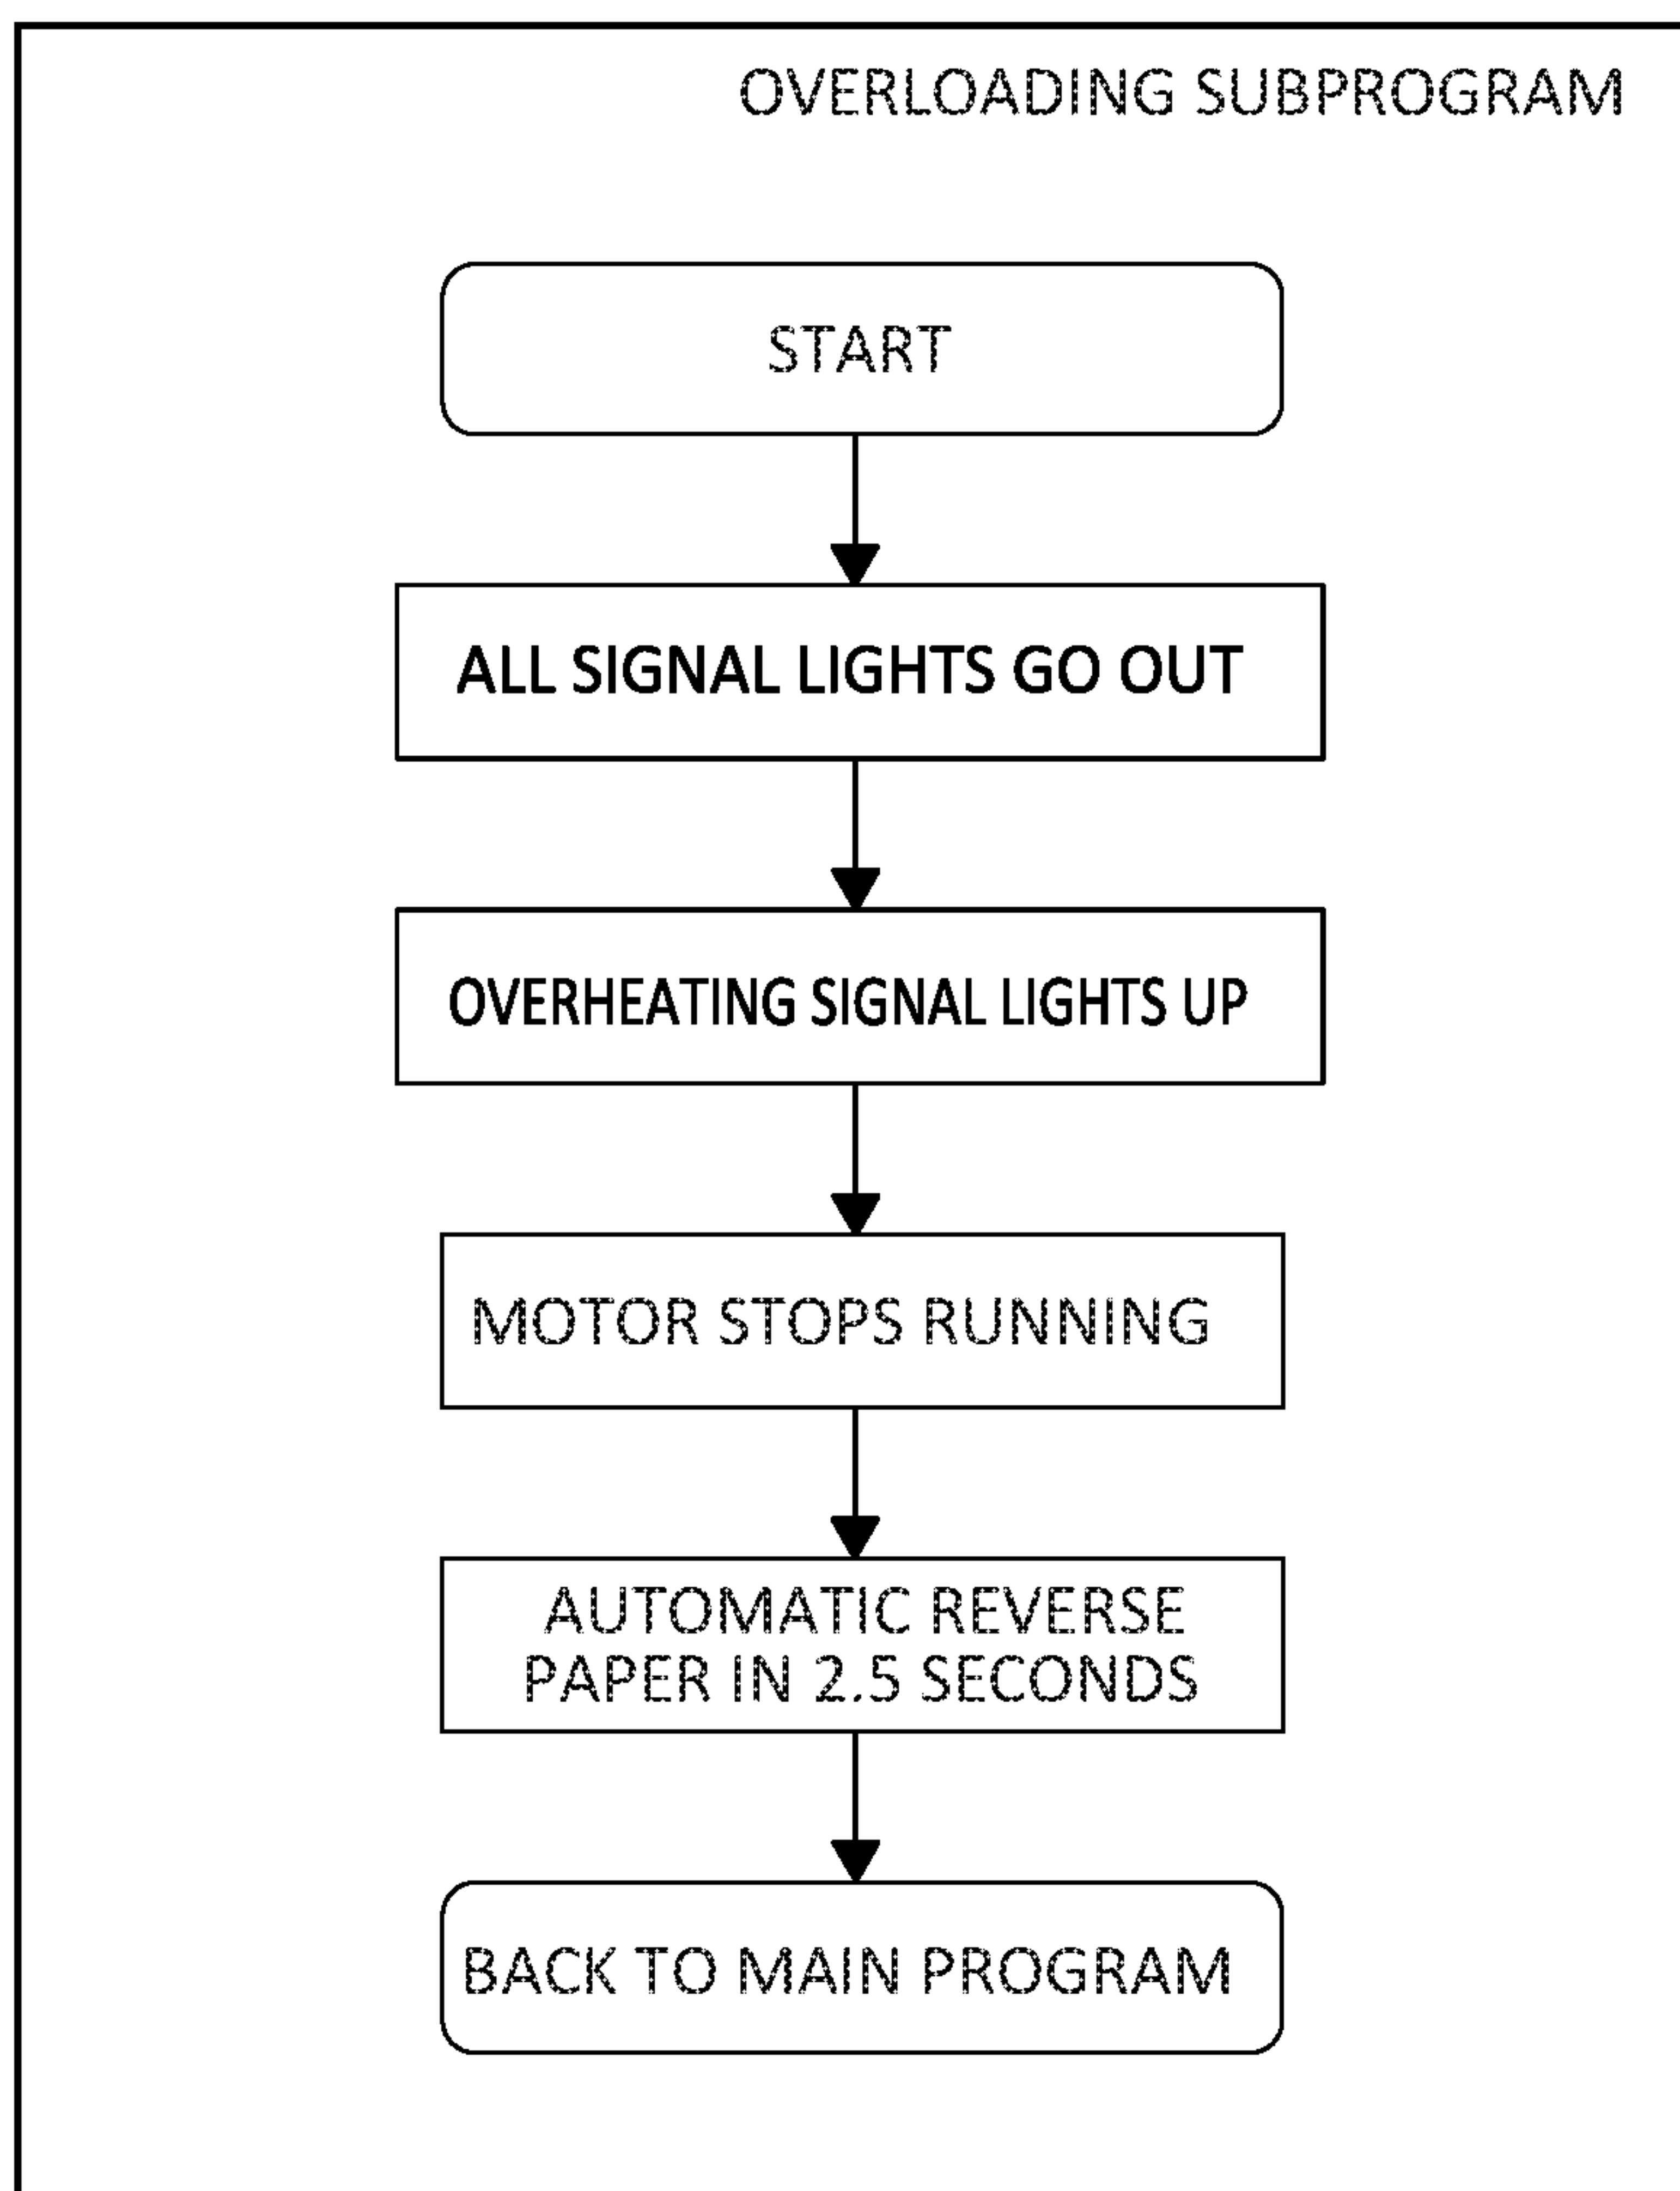 OVERLOADING SUBPROGRAM
START
ALL SIGNAL LIGHTS GO OUT
OVERHEATING SIGNAL LIGHTS UP
MOTOR STOPS RUNNING
AUTOMATIC REVERSE
PAPER IN 2.5 SECONDS
BACK TO MAIN PROGRAM